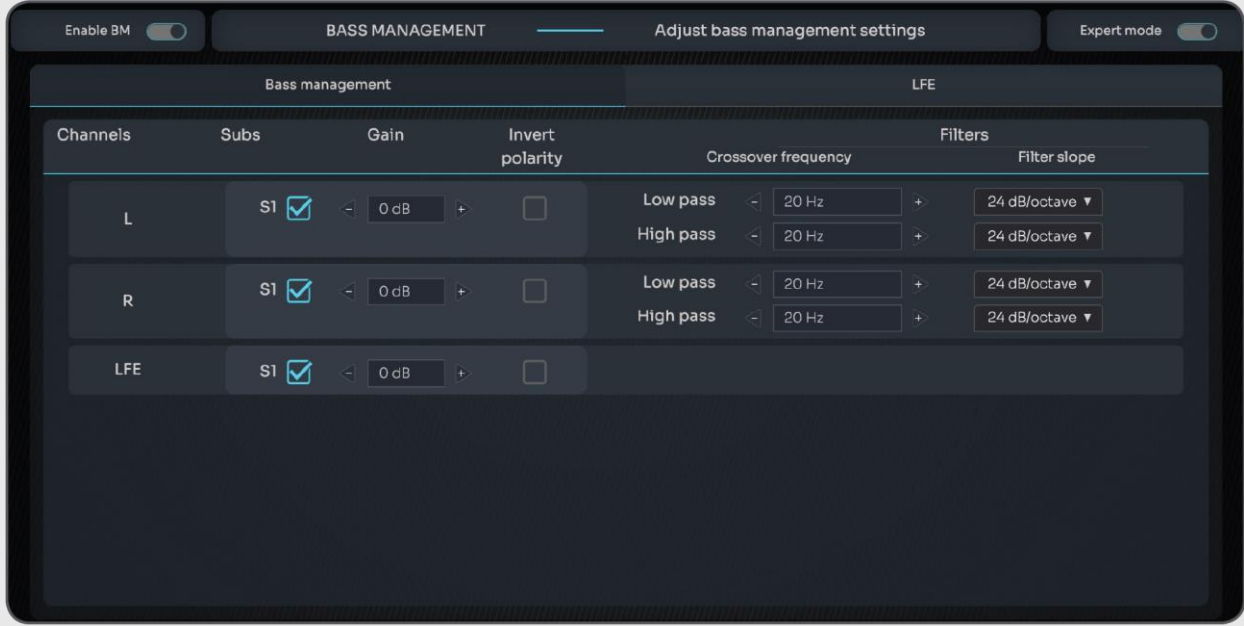 Enable BM
BASS MANAGEMENT
Adjust bass management settings
Expert mode
Bass management
LFE
Channels
Subs
Gain
Invert
polarity
Filters
Crossover frequency
Filter slope
L
S1
- 0 dB +
Low pass - 20 Hz + 24 dB/octave ▼
High pass - 20 Hz + 24 dB/octave ▼
R
S1
- 0 dB +
Low pass - 20 Hz + 24 dB/octave ▼
High pass - 20 Hz + 24 dB/octave ▼
LFE
S1
- 0 dB +